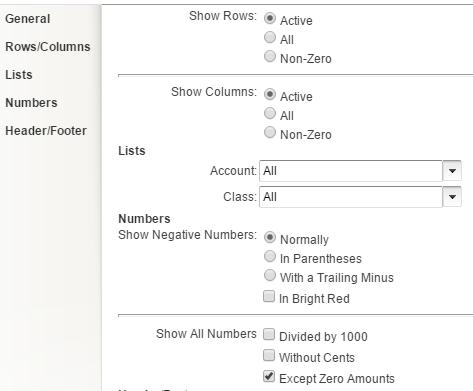 General
Rows/Columns
Lists
Numbers
Header/Footer
Show Rows: Active
All
Non-Zero
Show Columns: Active
All
Non-Zero
Lists
Account: All
Class: All
Numbers
Show Negative Numbers: Normally
In Parentheses
With a Trailing Minus
In Bright Red
Show All Numbers Divided by 1000
Without Cents
Except Zero Amounts